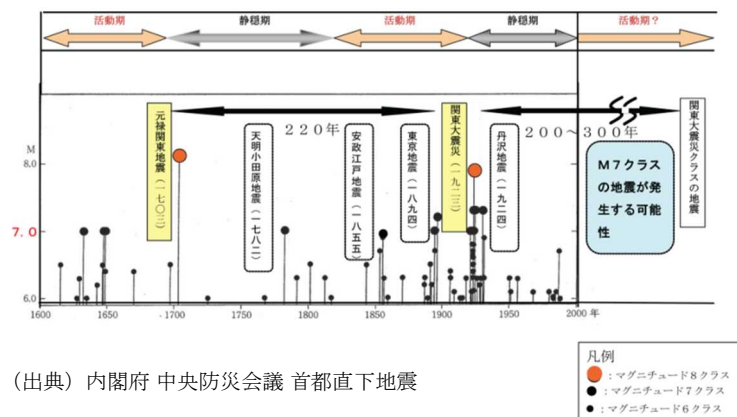 活動期 静穏期 活動期 静穏期 活動期？
元禄関東地震(一七〇三)
220年
関東大震災(一九二三)
200～300年
関東大震災クラスの地震
天明小田原地震(一七八二)
安政江戸地震(一八五五)
東京地震(一八九四)
丹沢地震(一九二四)
M7クラス
の地震が発
生する可能
性
M
8,0
7.0
6.0
1600 1650 1700 1750 1800 1850 1900 1950 2000 年
(出典) 内閣府 中央防災会議 首都直下地震
凡例
：マグニチュード8クラス
：マグニチュード7クラス
：マグニチュード6クラス